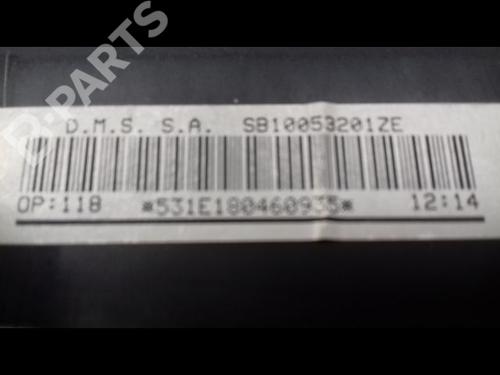 B-PARTS
D.M.S. S.A. SB10053201ZE
OP:118 *531E180460935* 12:14